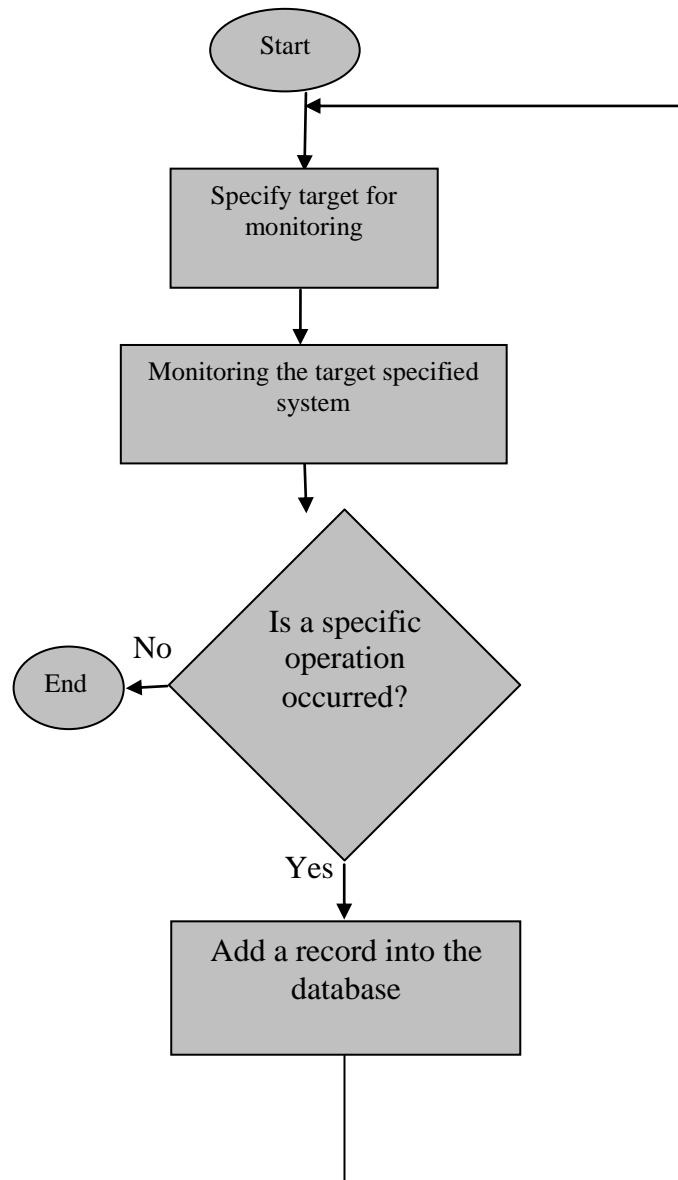 Start
Specify target for
monitoring
Monitoring the target specified
system
Is a specific
operation
occurred?
No
End
Yes
Add a record into the
database